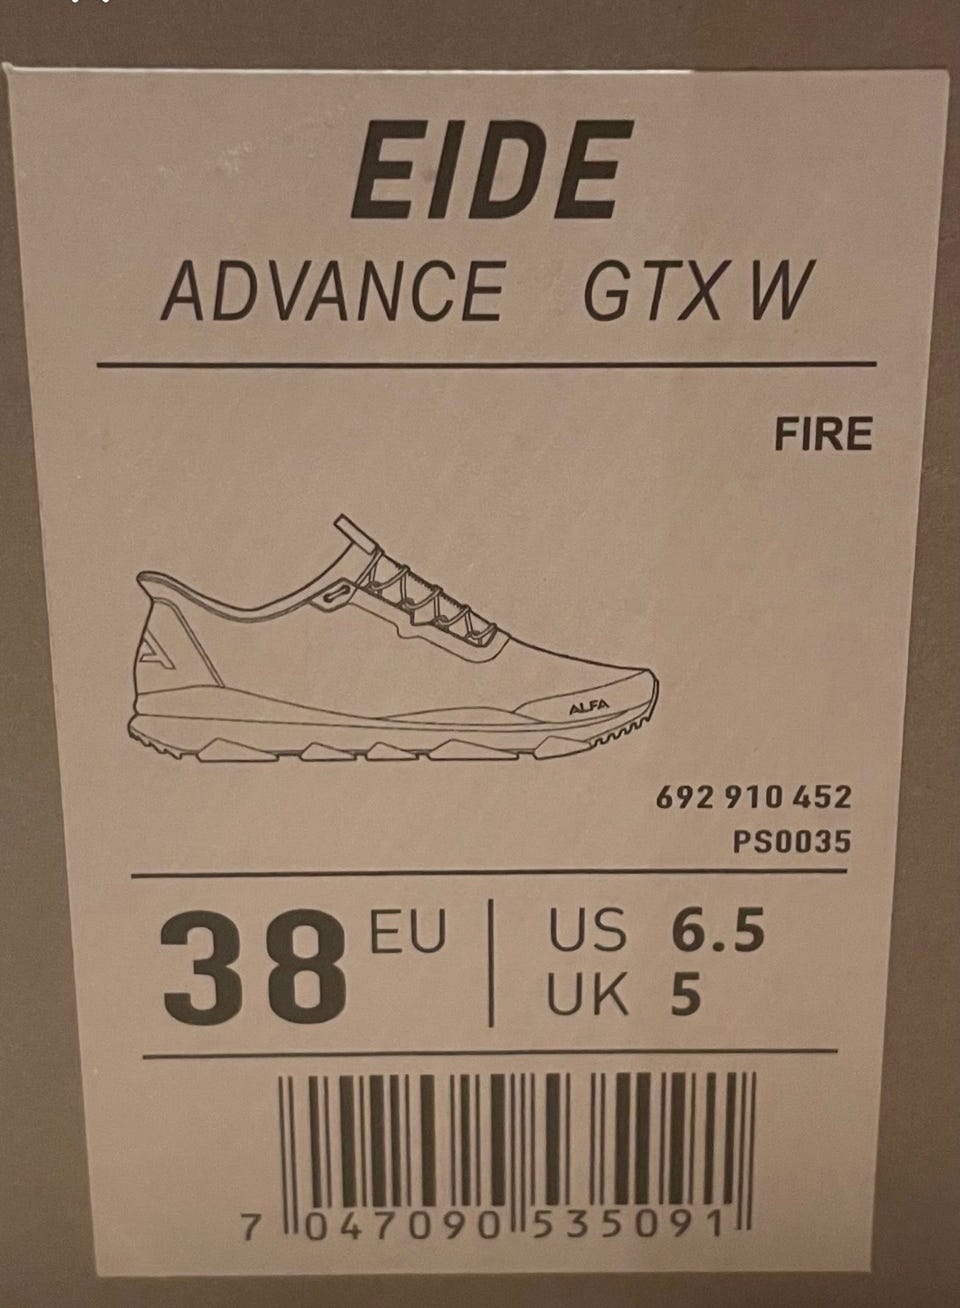 EIDE
ADVANCE GTX W
FIRE
ALFA
692 910 452
PS0035
38 EU
US 6.5
UK 5
7 047090 535091